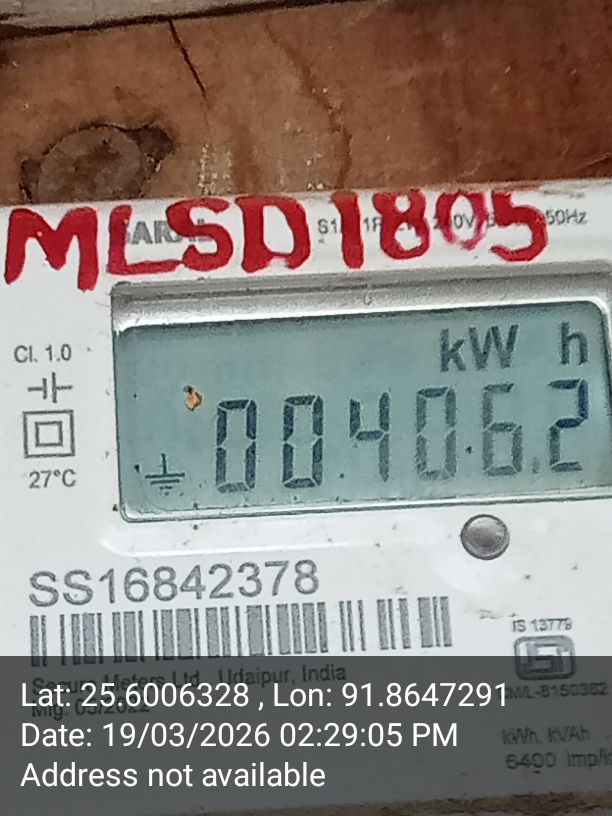 MLSD1805
50Hz
Cl. 1.0
kW h
00406.2
27°C
SS16842378
IS 13779
Secure Meters Ltd., Udaipur, India
Lat: 25.6006328 , Lon: 91.8647291
Date: 19/03/2026 02:29:05 PM
Address not available
kWh, kVAh
6400 imp/